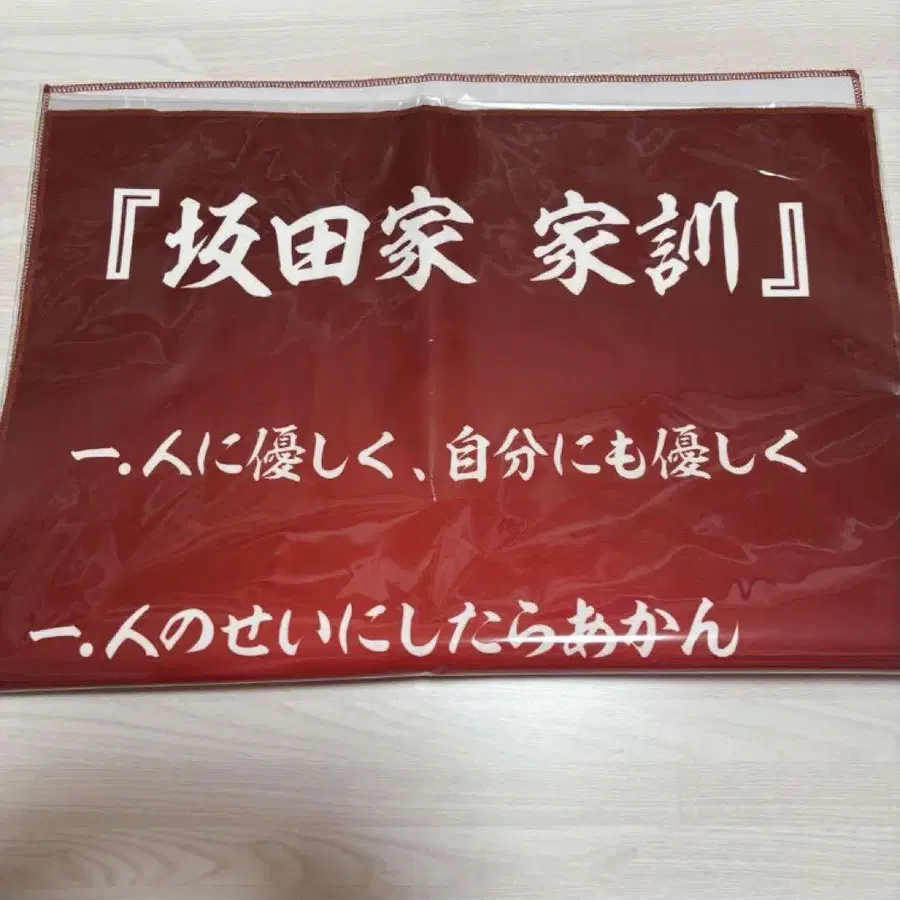 『坂田家 家訓』
一.人に優しく、自分にも優しく
一.人のせいにしたらあかん